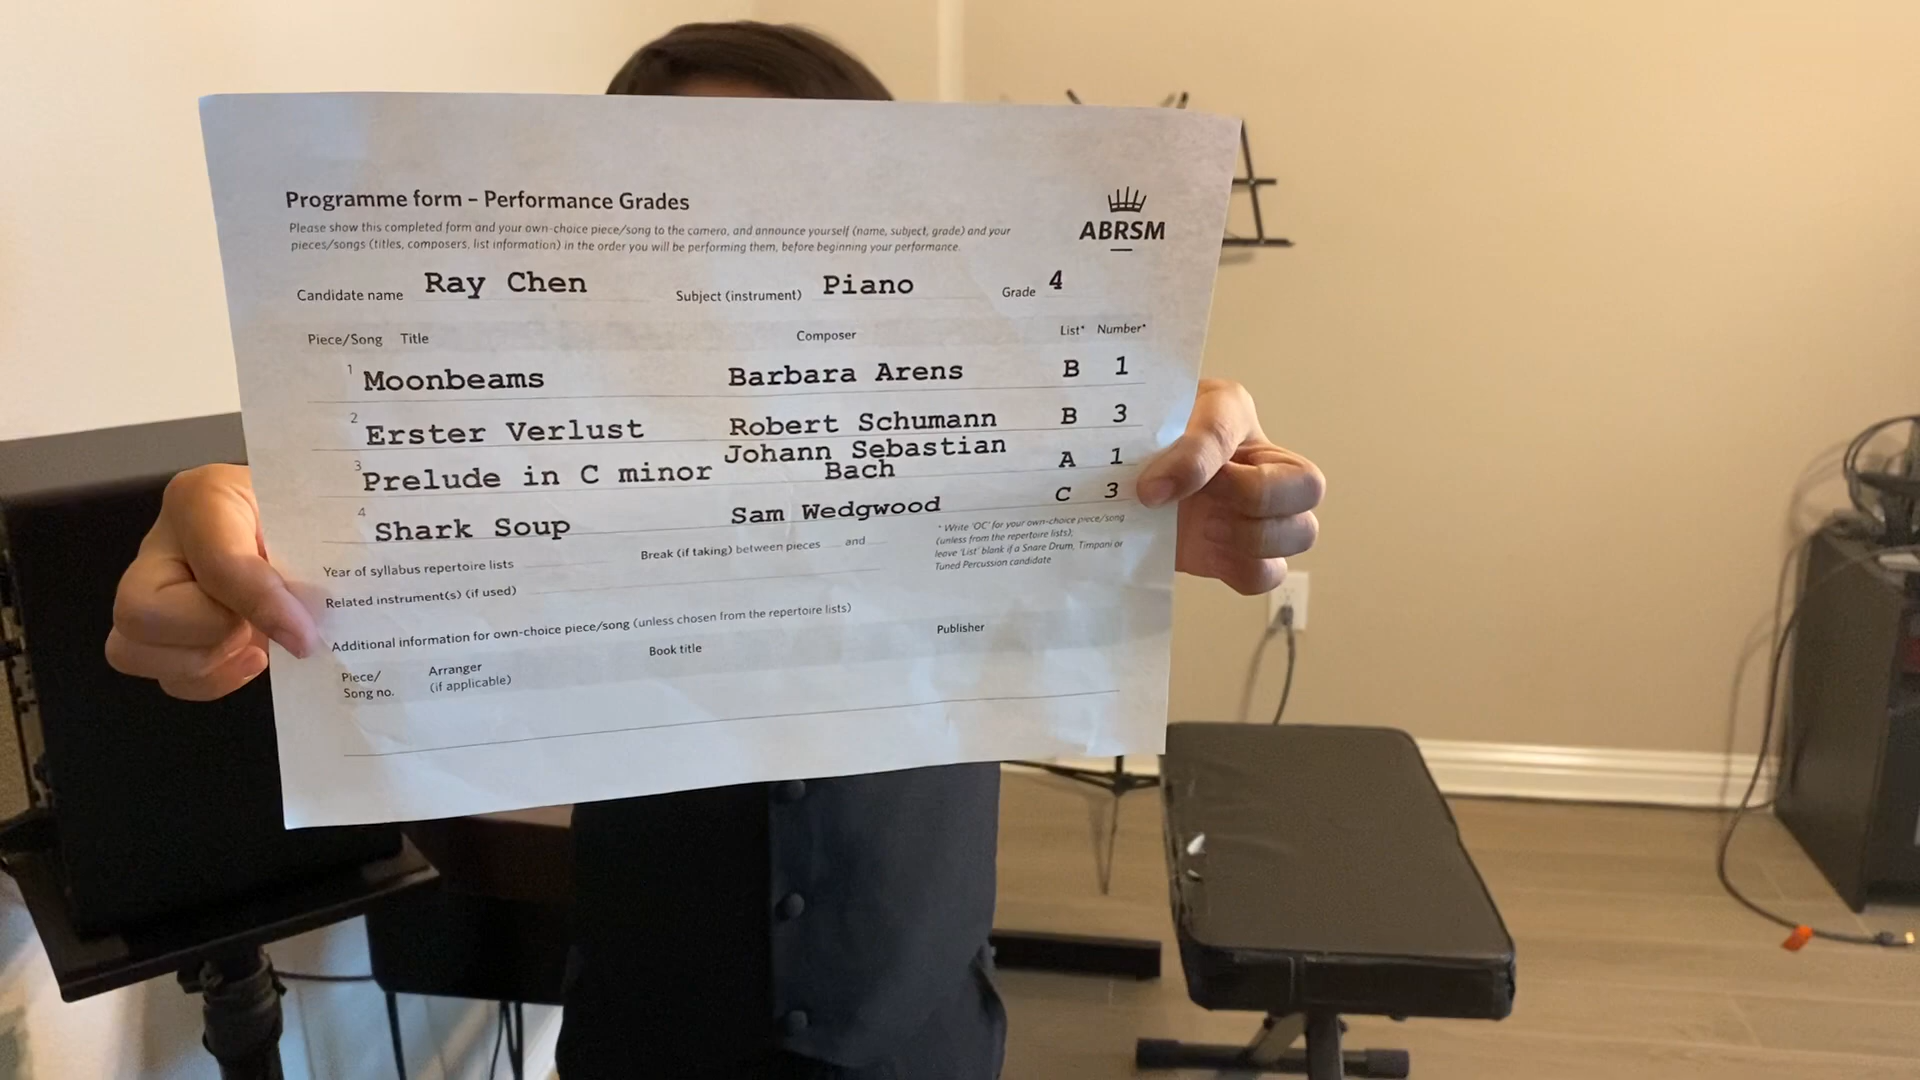 Programme form – Performance Grades
Please show this completed form and your own-choice piece/song to the camera, and announce yourself (name, subject, grade) and your
pieces/songs (titles, composers, list information) in the order you will be performing them, before beginning your performance.
ABRSM
Candidate name Ray Chen Subject (instrument) Piano Grade 4
Piece/Song Title Composer List* Number*
1 Moonbeams Barbara Arens B 1
2 Erster Verlust Robert Schumann B 3
3 Prelude in C minor Johann Sebastian
Bach A 1
4 Shark Soup Sam Wedgwood C 3
Year of syllabus repertoire lists Break (if taking) between pieces and
* Write 'OC' for your own-choice piece/song
(unless from the repertoire lists);
leave 'List' blank if a Snare Drum, Timpani or
Tuned Percussion candidate
Related instrument(s) (if used)
Additional information for own-choice piece/song (unless chosen from the repertoire lists)
Piece/
Song no. Arranger
(if applicable) Book title Publisher